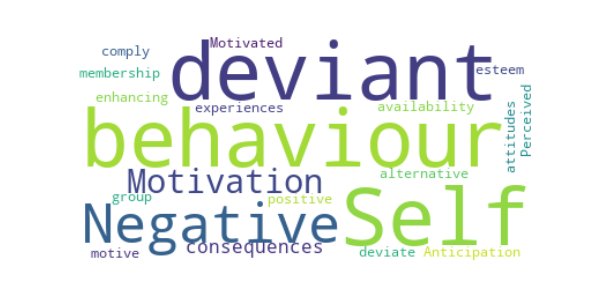 Motivated
comply
deviant
membership
esteem
enhancing
experiences
availability
Perceived
attitudes
behaviour
Motivation
alternative
Self
group
positive
Negative
consequences
motive
deviate
Anticipation